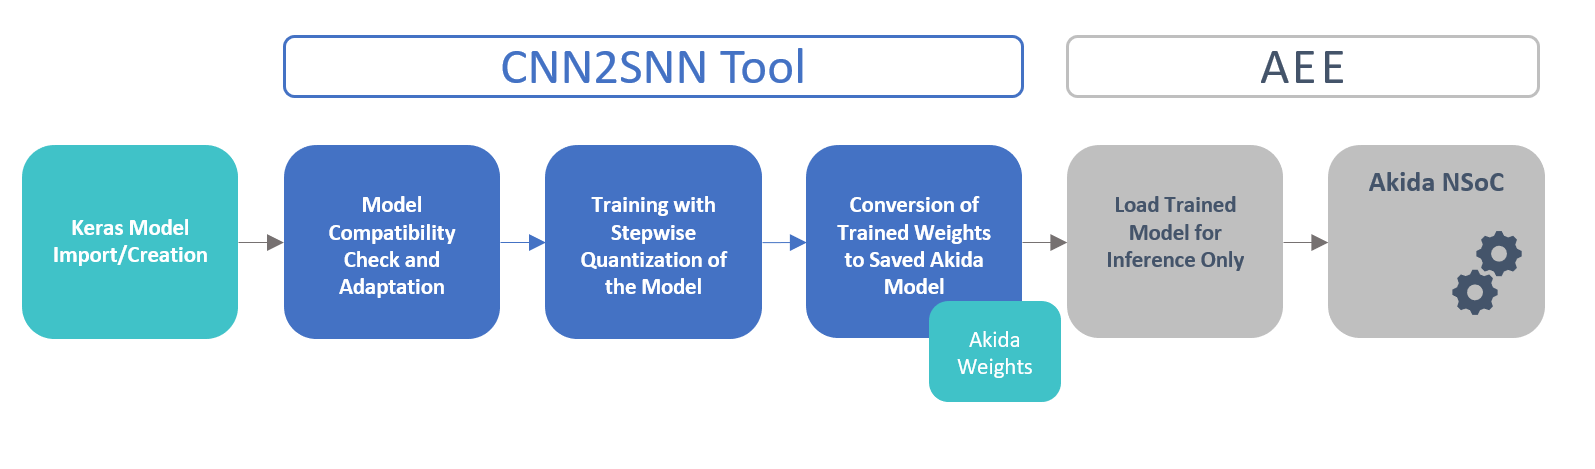 CNN2SNN Tool
AEE
Keras Model
Import/Creation
Model
Compatibility
Check and
Adaptation
Training with
Stepwise
Quantization of
the Model
Conversion of
Trained Weights
to Saved Akida
Model
Akida
Weights
Load Trained
Model for
Inference Only
Akida NSoC